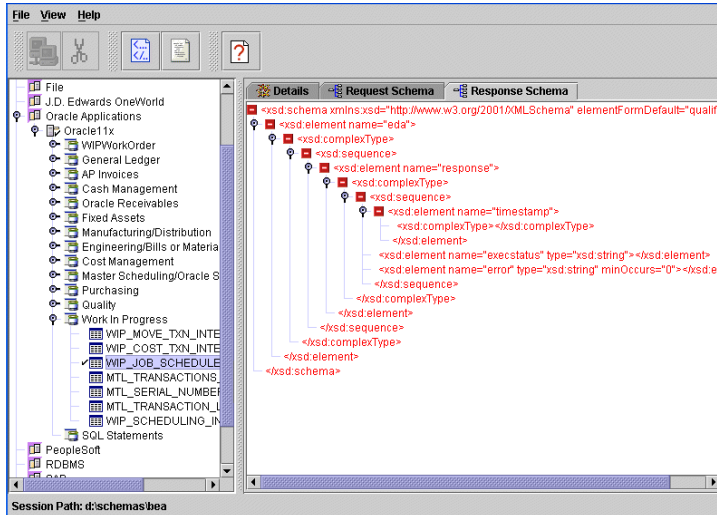 File View Help
File
J.D. Edwards OneWorld
Oracle Applications
Oracle11x
WIPWorkOrder
General Ledger
AP Invoices
Cash Management
Oracle Receivables
Fixed Assets
Manufacturing/Distribution
Engineering/Bills or Materia
Cost Management
Master Scheduling/Oracle S
Purchasing
Quality
Work In Progress
WIP_MOVE_TXN_INTE
WIP_COST_TXN_INTE
WIP_JOB_SCHEDULE
MTL_TRANSACTIONS_
MTL_SERIAL_NUMBER
MTL_TRANSACTION_L
WIP_SCHEDULING_IN
SQL Statements
PeopleSoft
RDBMS
Details Request Schema Response Schema
<xsd:schema xmlns:xsd="http://www.w3.org/2001/XMLSchema" elementFormDefault="qualif
<xsd:element name="eda">
<xsd:complexType>
<xsd:sequence>
<xsd:element name="response">
<xsd:complexType>
<xsd:sequence>
<xsd:element name="timestamp">
<xsd:complexType></xsd:complexType>
</xsd:element>
<xsd:element name="execstatus" type="xsd:string"></xsd:element>
<xsd:element name="error" type="xsd:string" minOccurs="0"></xsd:e
</xsd:sequence>
</xsd:complexType>
</xsd:element>
</xsd:sequence>
</xsd:complexType>
</xsd:element>
</xsd:schema>
Session Path: d:\schemas\bea